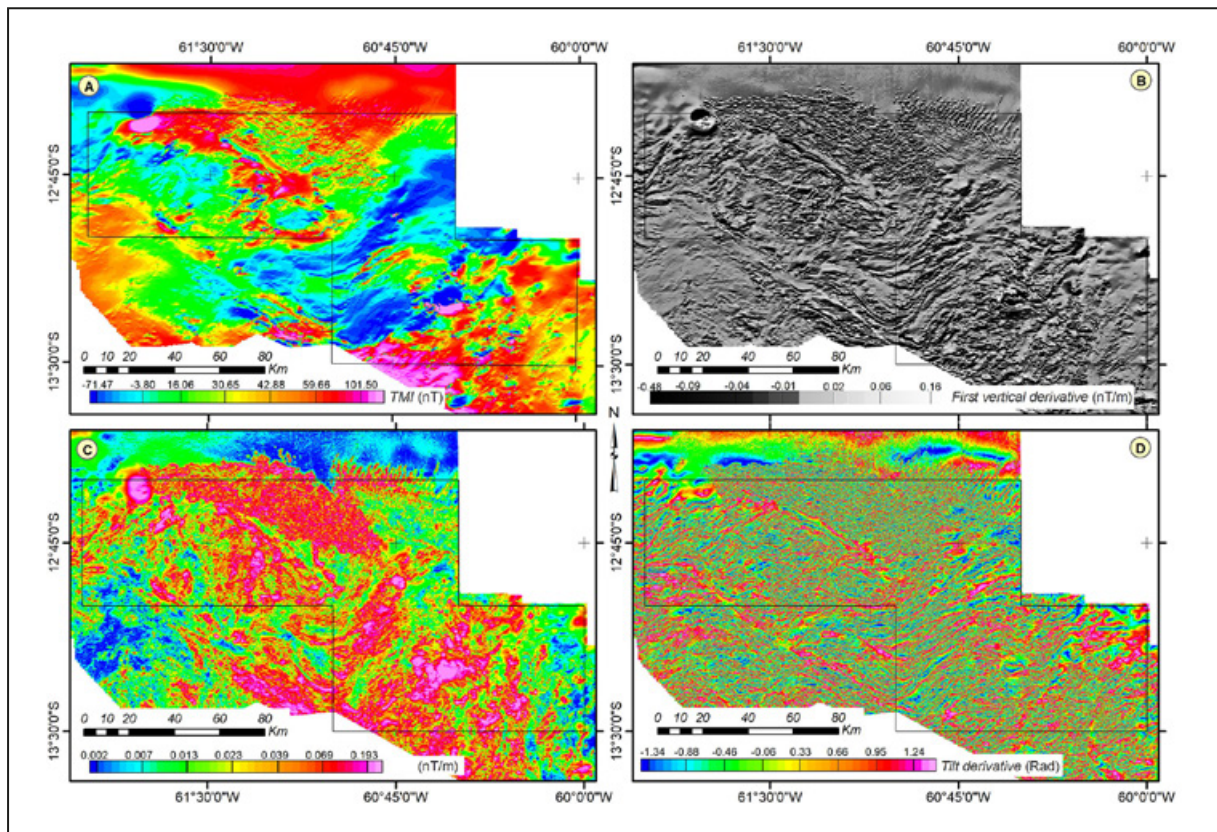 61°30'0"W 60°45'0"W 60°0'0"W
61°30'0"W 60°45'0"W 60°0'0"W
A
B
12°45'0"S
12°45'0"S
13°30'0"S
13°30'0"S
0 10 20 40 60 80
Km
-71.47 -3.80 16.06 30.65 42.88 59.66 101.50
TMI (nT)
0 10 20 40 60 80
Km
-0.48 -0.09 -0.04 -0.01 0.02 0.06 0.16
First vertical derivative (nT/m)
N
C
D
12°45'0"S
12°45'0"S
13°30'0"S
13°30'0"S
0 10 20 40 60 80
Km
0.002 0.007 0.013 0.023 0.039 0.069 0.193
(nT/m)
0 10 20 40 60 80
Km
-1.34 -0.88 -0.46 -0.06 0.33 0.66 0.95 1.24
Tilt derivative (Rad)
61°30'0"W 60°45'0"W 60°0'0"W
61°30'0"W 60°45'0"W 60°0'0"W